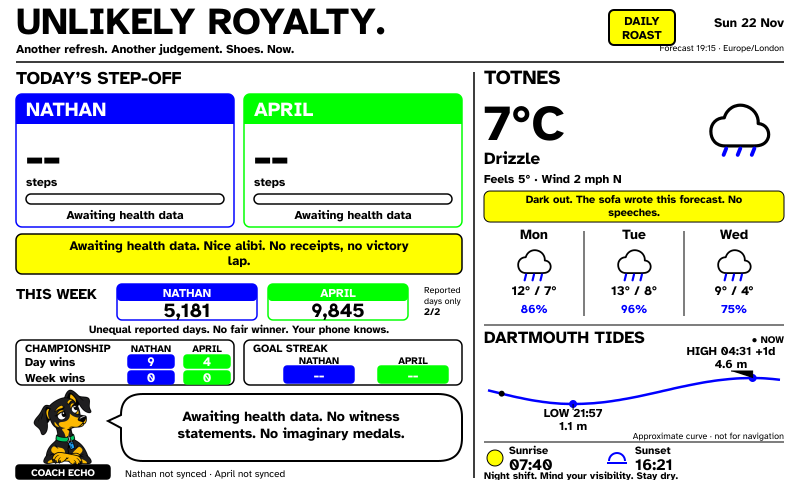 UNLIKELY ROYALTY.
Another refresh. Another judgement. Shoes. Now.
DAILY
ROAST
Sun 22 Nov
Forecast 19:15 · Europe/London
TODAY'S STEP-OFF
NATHAN
--
steps
Awaiting health data
APRIL
--
steps
Awaiting health data
Awaiting health data. Nice alibi. No receipts, no victory
lap.
THIS WEEK
NATHAN
5,181
APRIL
9,845
Reported
days only
2/2
Unequal reported days. No fair winner. Your phone knows.
CHAMPIONSHIP NATHAN APRIL
Day wins 9 4
Week wins 0 0
GOAL STREAK
NATHAN APRIL
-- --
Awaiting health data. No witness
statements. No imaginary medals.
COACH ECHO
Nathan not synced · April not synced
TOTNES
7°C
Drizzle
Feels 5° · Wind 2 mph N
Dark out. The sofa wrote this forecast. No
speeches.
Mon Tue Wed
12° / 7° 13° / 8° 9° / 4°
86% 96% 75%
DARTMOUTH TIDES
• NOW
HIGH 04:31 +1d
4.6 m
LOW 21:57
1.1 m
Approximate curve · not for navigation
Sunrise
07:40
Sunset
16:21
Night shift. Mind your visibility. Stay dry.